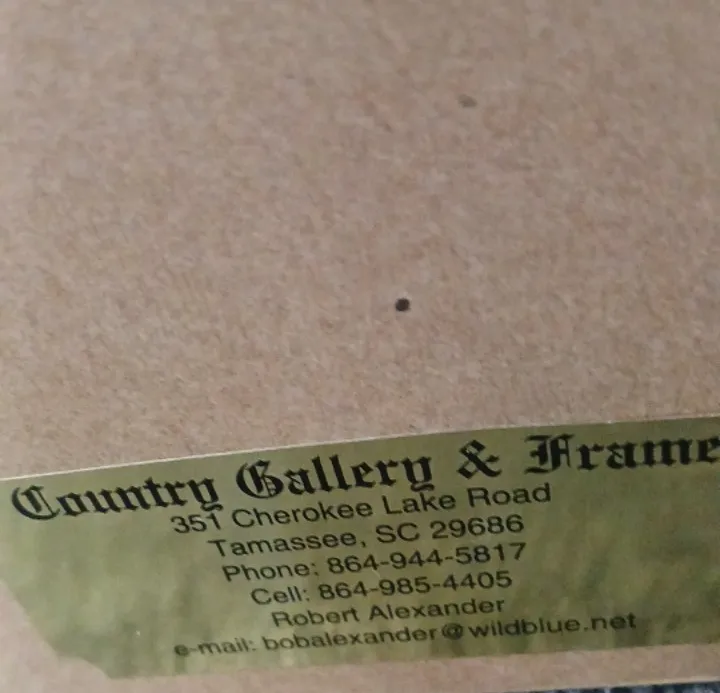 Country Gallery & Frame
351 Cherokee Lake Road
Tamassee, SC 29686
Phone: 864-944-5817
Cell: 864-985-4405
Robert Alexander
e-mail: bobalexander@wildblue.net